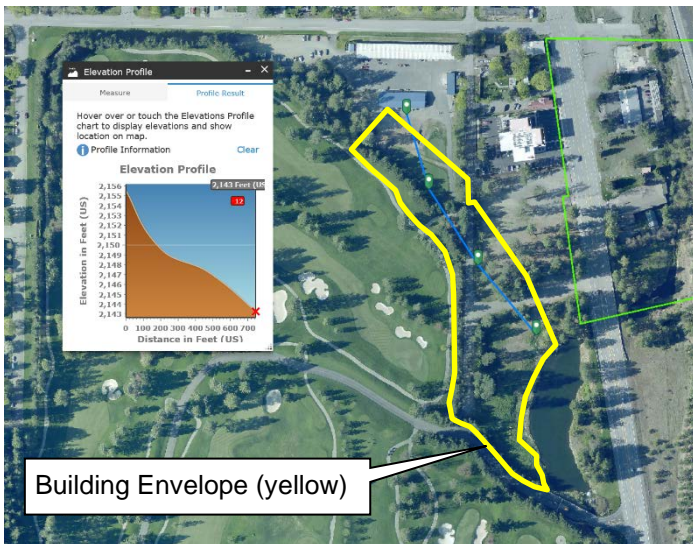 Elevation Profile
Measure
Profile Result
Hover over or touch the Elevations Profile
chart to display elevations and show
location on map.
Profile Information
Clear
Elevation Profile
2,143 Feet (US
-12
Elevation in Feet (US)
2,156
2,155
2,154
2,153
2,152
2,151
2,150
2,149
2,148
2,147
2,146
2,145
2,144
2,143
0 100 200 300 400 500 600 700
Distance in Feet (US)
Building Envelope (yellow)